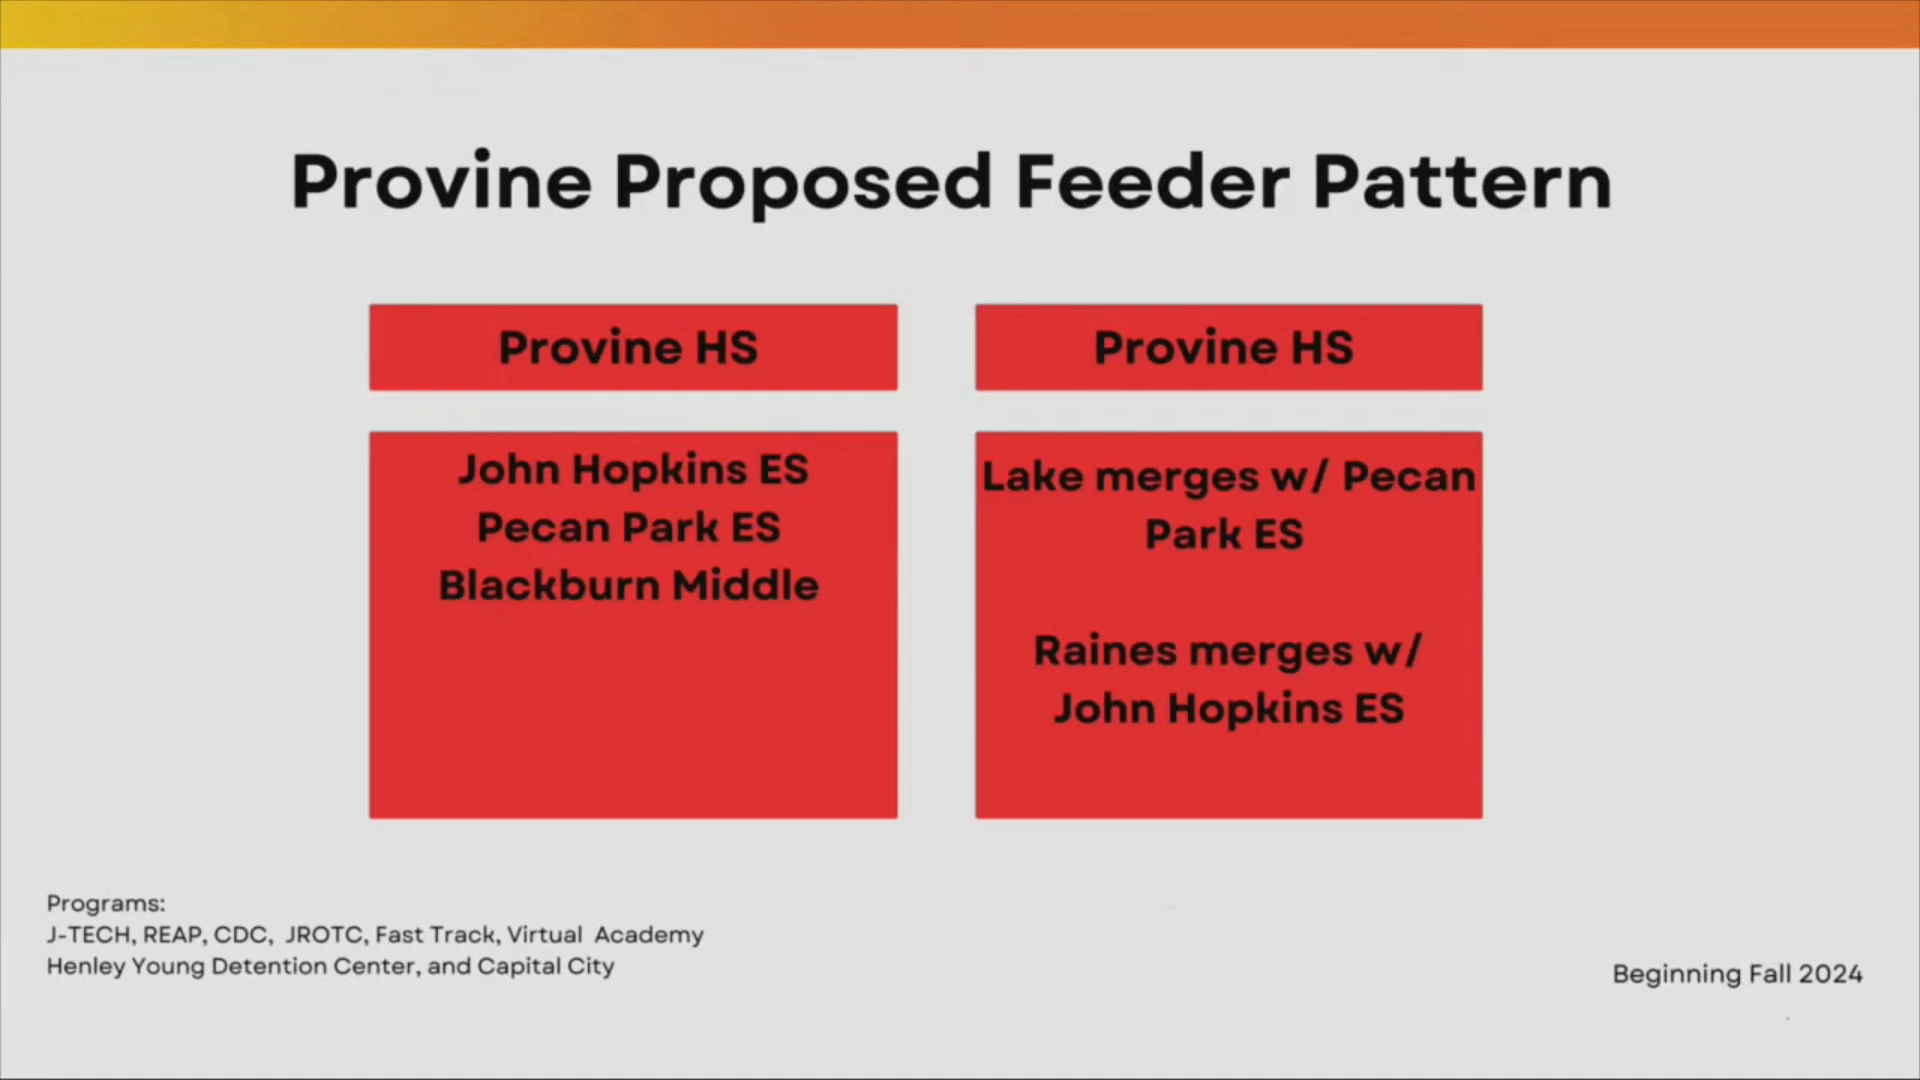 Provine Proposed Feeder Pattern
Provine HS
John Hopkins ES
Pecan Park ES
Blackburn Middle
Provine HS
Lake merges w/ Pecan
Park ES
Raines merges w/
John Hopkins ES
Programs:
J-TECH, REAP, CDC, JROTC, Fast Track, Virtual Academy
Henley Young Detention Center, and Capital City
Beginning Fall 2024